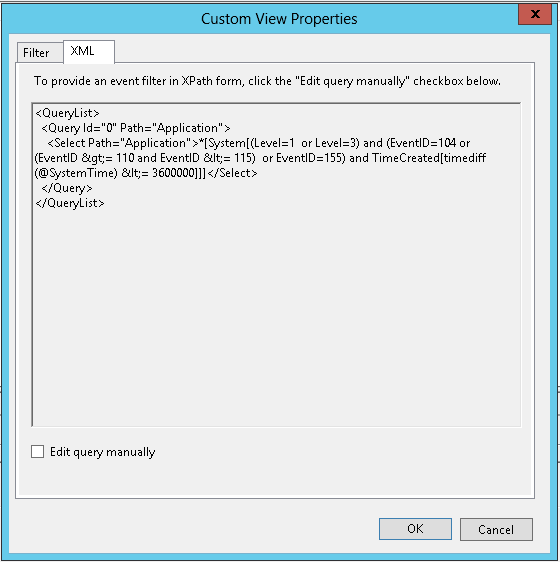 Custom View Properties
x
Filter
XML
To provide an event filter in XPath form, click the "Edit query manually" checkbox below.
<QueryList>
<Query Id="0" Path="Application">
<Select Path="Application">*[System[(Level=1  or Level=3) and (EventID=104 or
(EventID &gt;= 110 and EventID &lt;= 115)  or EventID=155) and TimeCreated[timediff
(@SystemTime) &lt;= 3600000]]]</Select>
</Query>
</QueryList>
Edit query manually
OK
Cancel